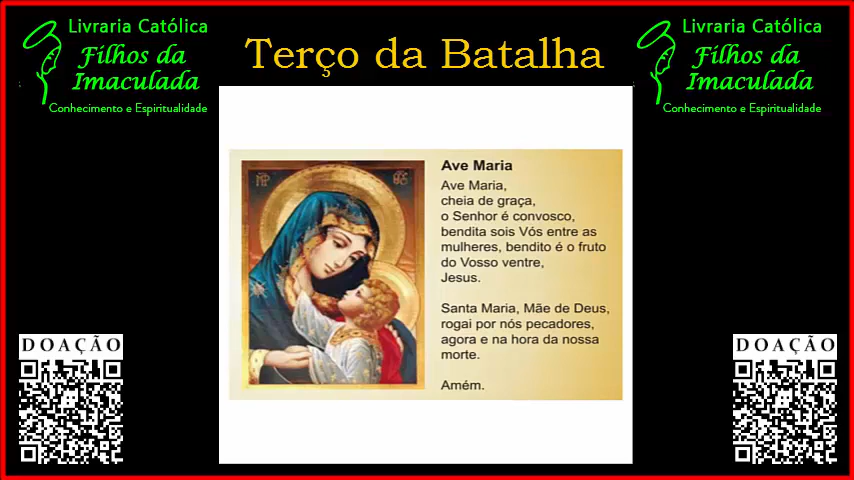 Livraria Católica
Filhos da
Imaculada
Conhecimento e Espiritualidade
Terço da Batalha
Livraria Católica
Filhos da
Imaculada
Conhecimento e Espiritualidade
Ave Maria
Ave Maria,
cheia de graça,
o Senhor é convosco,
bendita sois Vós entre as
mulheres, bendito é o fruto
do Vosso ventre,
Jesus.
Santa Maria, Mãe de Deus,
rogai por nós pecadores,
agora e na hora da nossa
morte.
Amém.
DOAÇÃO
DOAÇÃO